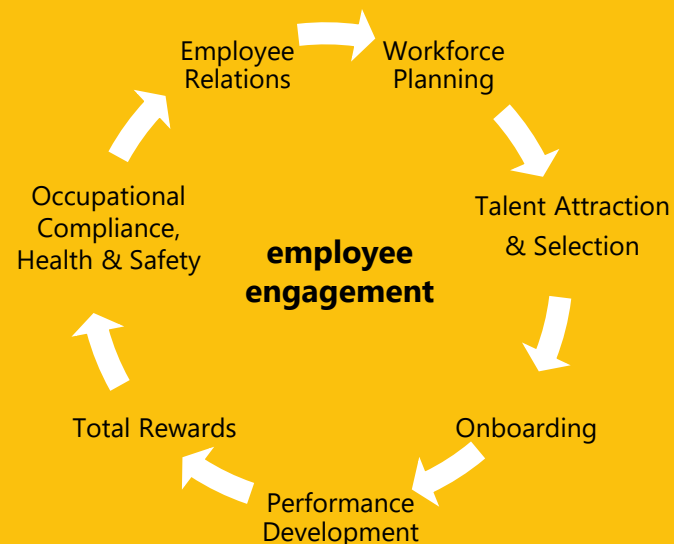 Employee
Relations
Workforce
Planning
Talent Attraction
& Selection
Occupational
Compliance,
Health & Safety
employee
engagement
Total Rewards
Onboarding
Performance
Development